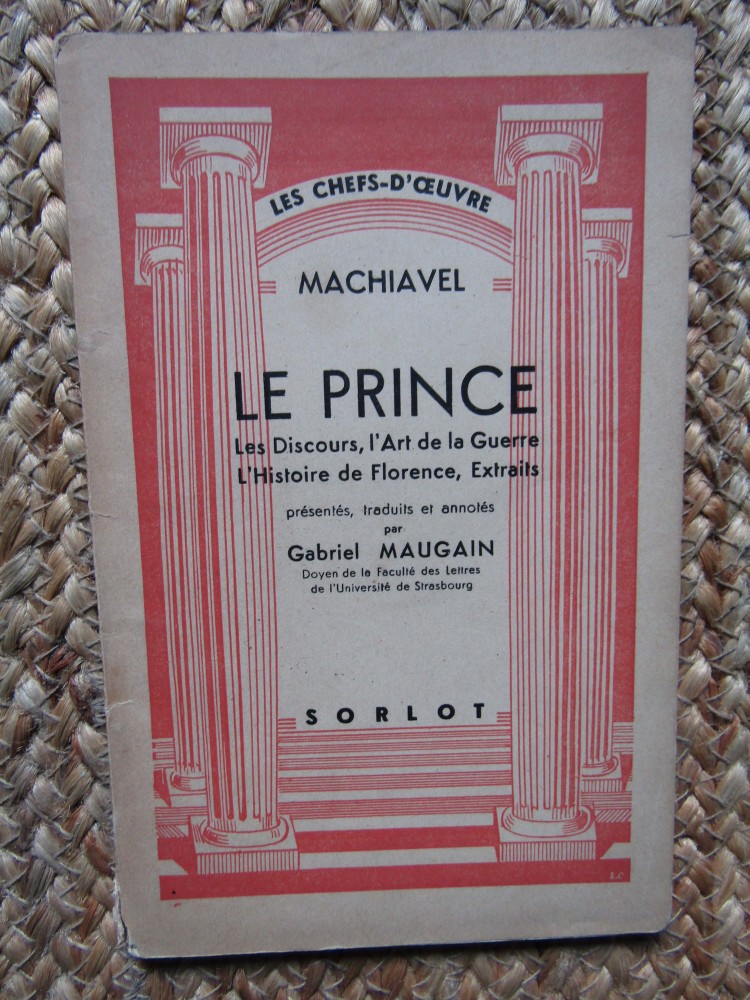 LES CHEFS-D'ŒUVRE
MACHIAVEL
LE PRINCE
Les Discours, l'Art de la Guerre
L'Histoire de Florence, Extraits
présentés, traduits et annotés
par
Gabriel MAUGAIN
Doyen de la Faculté des Lettres
de l'Université de Strasbourg
SORLOT
L.C